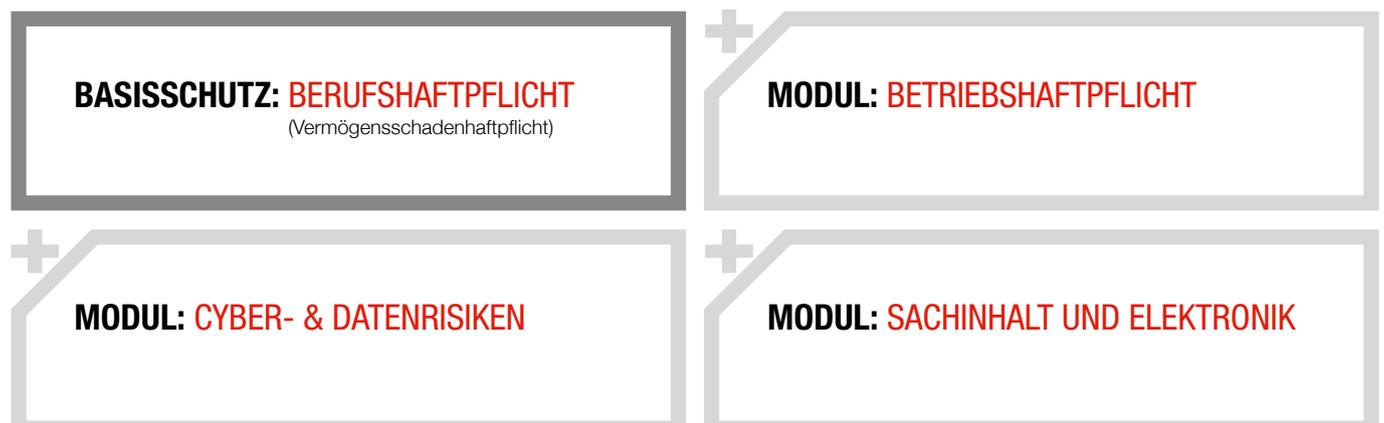 BASISSCHUTZ: BERUFSHAFTPFLICHT
(Vermögensschadenhaftpflicht)
MODUL: BETRIEBSHAFTPFLICHT
MODUL: CYBER- & DATENRISIKEN
MODUL: SACHINHALT UND ELEKTRONIK